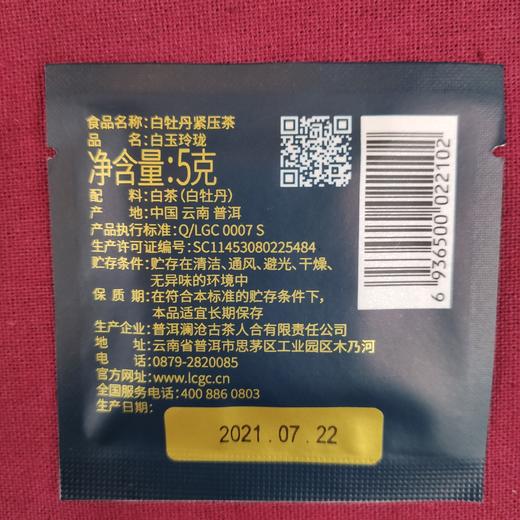 食品名称:白牡丹紧压茶
品名:白玉玲珑
净含量:5克
配料:白茶(白牡丹)
产地:中国 云南 普洱
产品执行标准:Q/LGC 0007 S
生产许可证编号:SC11453080225484
贮存条件:贮存在清洁、通风、避光、干燥、
无异味的环境中
保质期:在符合本标准的贮存条件下,
本品适宜长期保存
生产企业:普洱澜沧古茶人合有限责任公司
地址:云南省普洱市思茅区工业园区木乃河
电话:0879-2820085
官方网址:www.lcgc.cn
全国服务电话:400 886 0803
生产日期:
2021.07.22
6 936500 022102